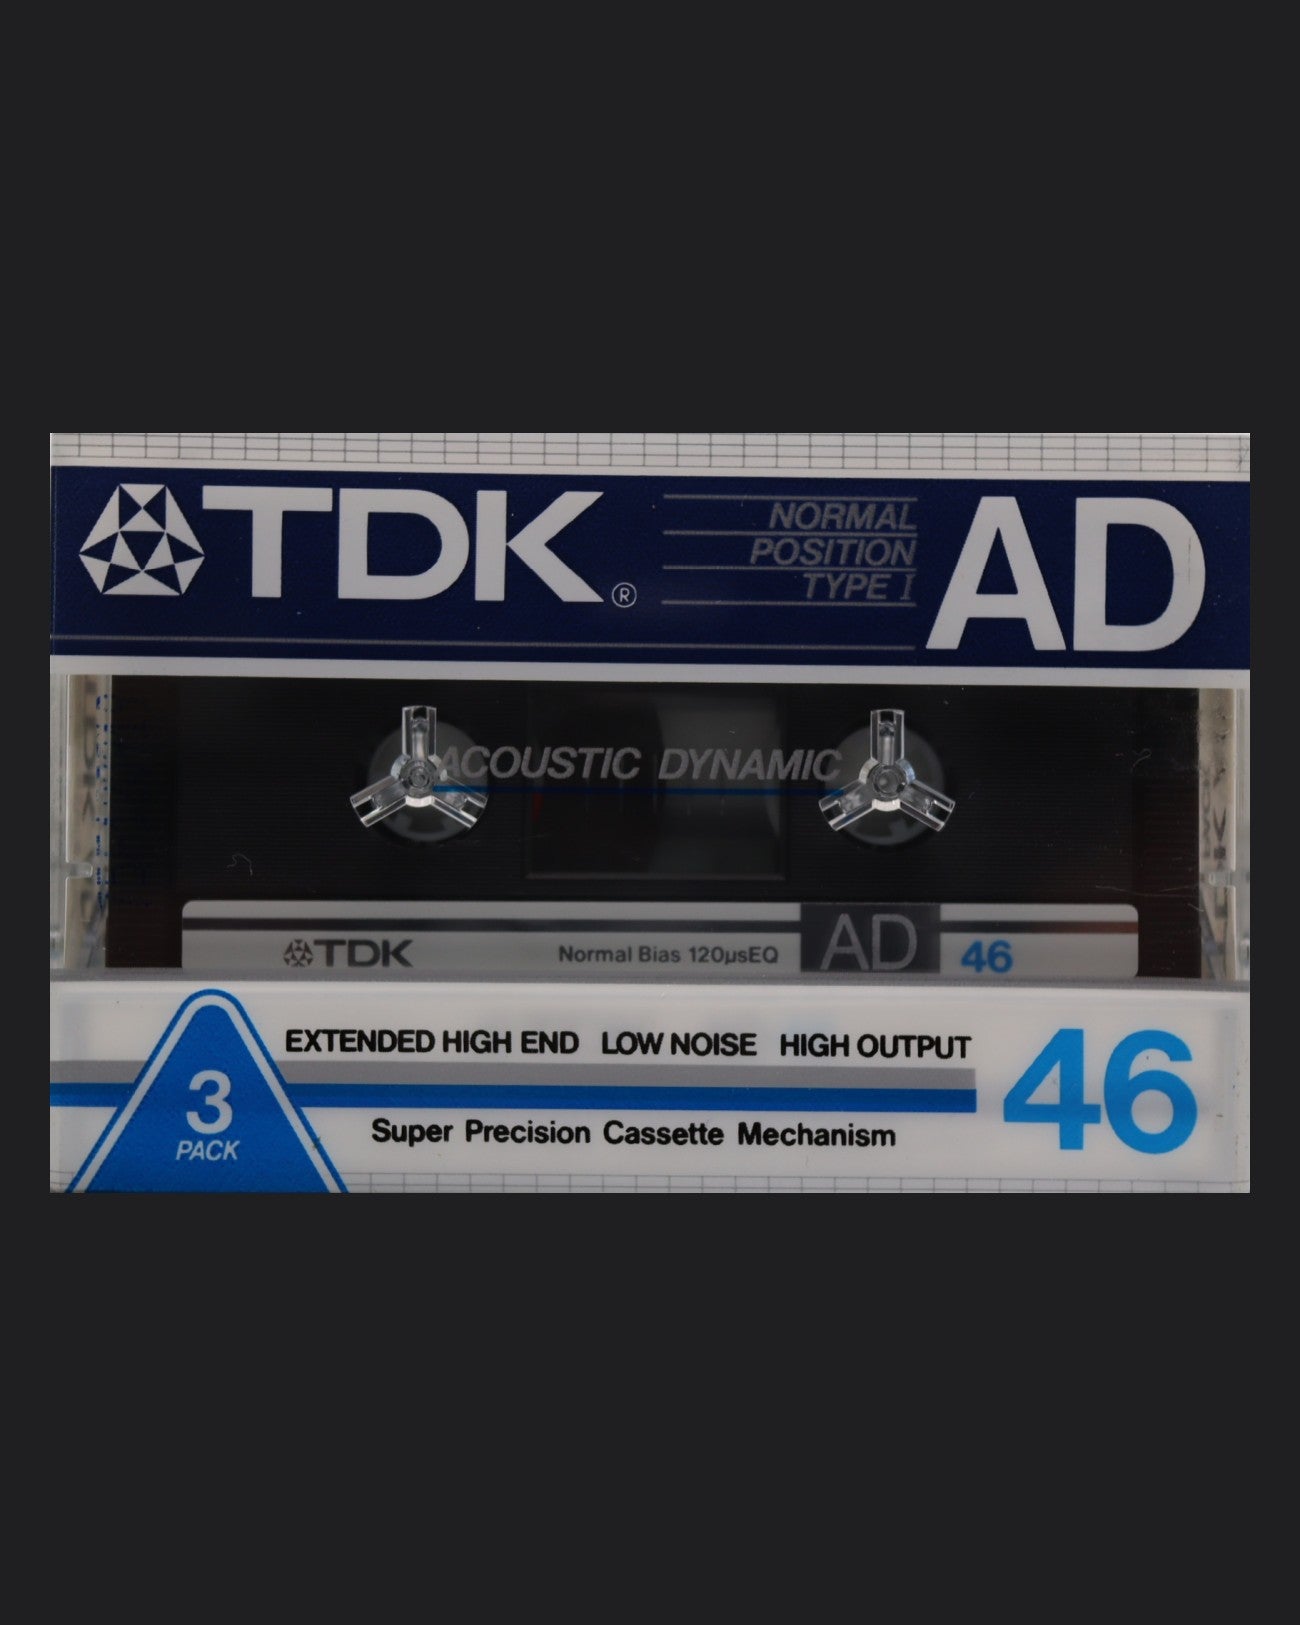 TDK®
NORMAL
POSITION
TYPE I
AD
ACOUSTIC DYNAMIC
TDK
Normal Bias 120µsEQ
AD
46
EXTENDED HIGH END LOW NOISE HIGH OUTPUT
46
3
PACK
Super Precision Cassette Mechanism